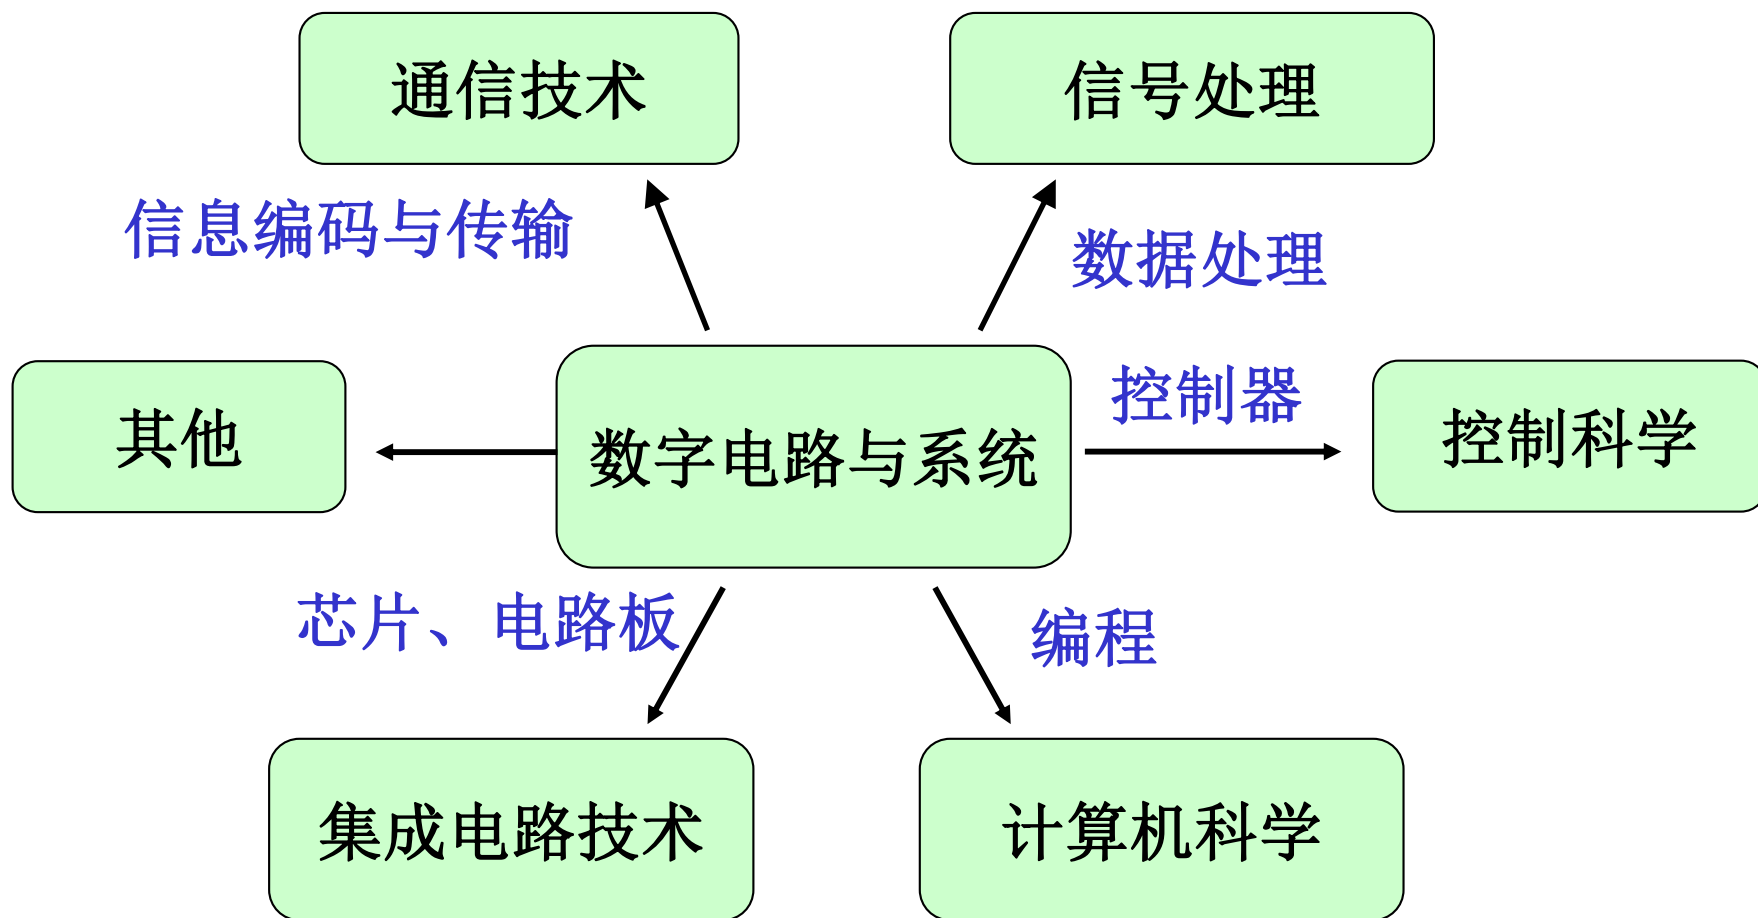 通信技术
信号处理
信息编码与传输
数据处理
控制器
其他
数字电路与系统
控制科学
芯片、电路板
编程
集成电路技术
计算机科学